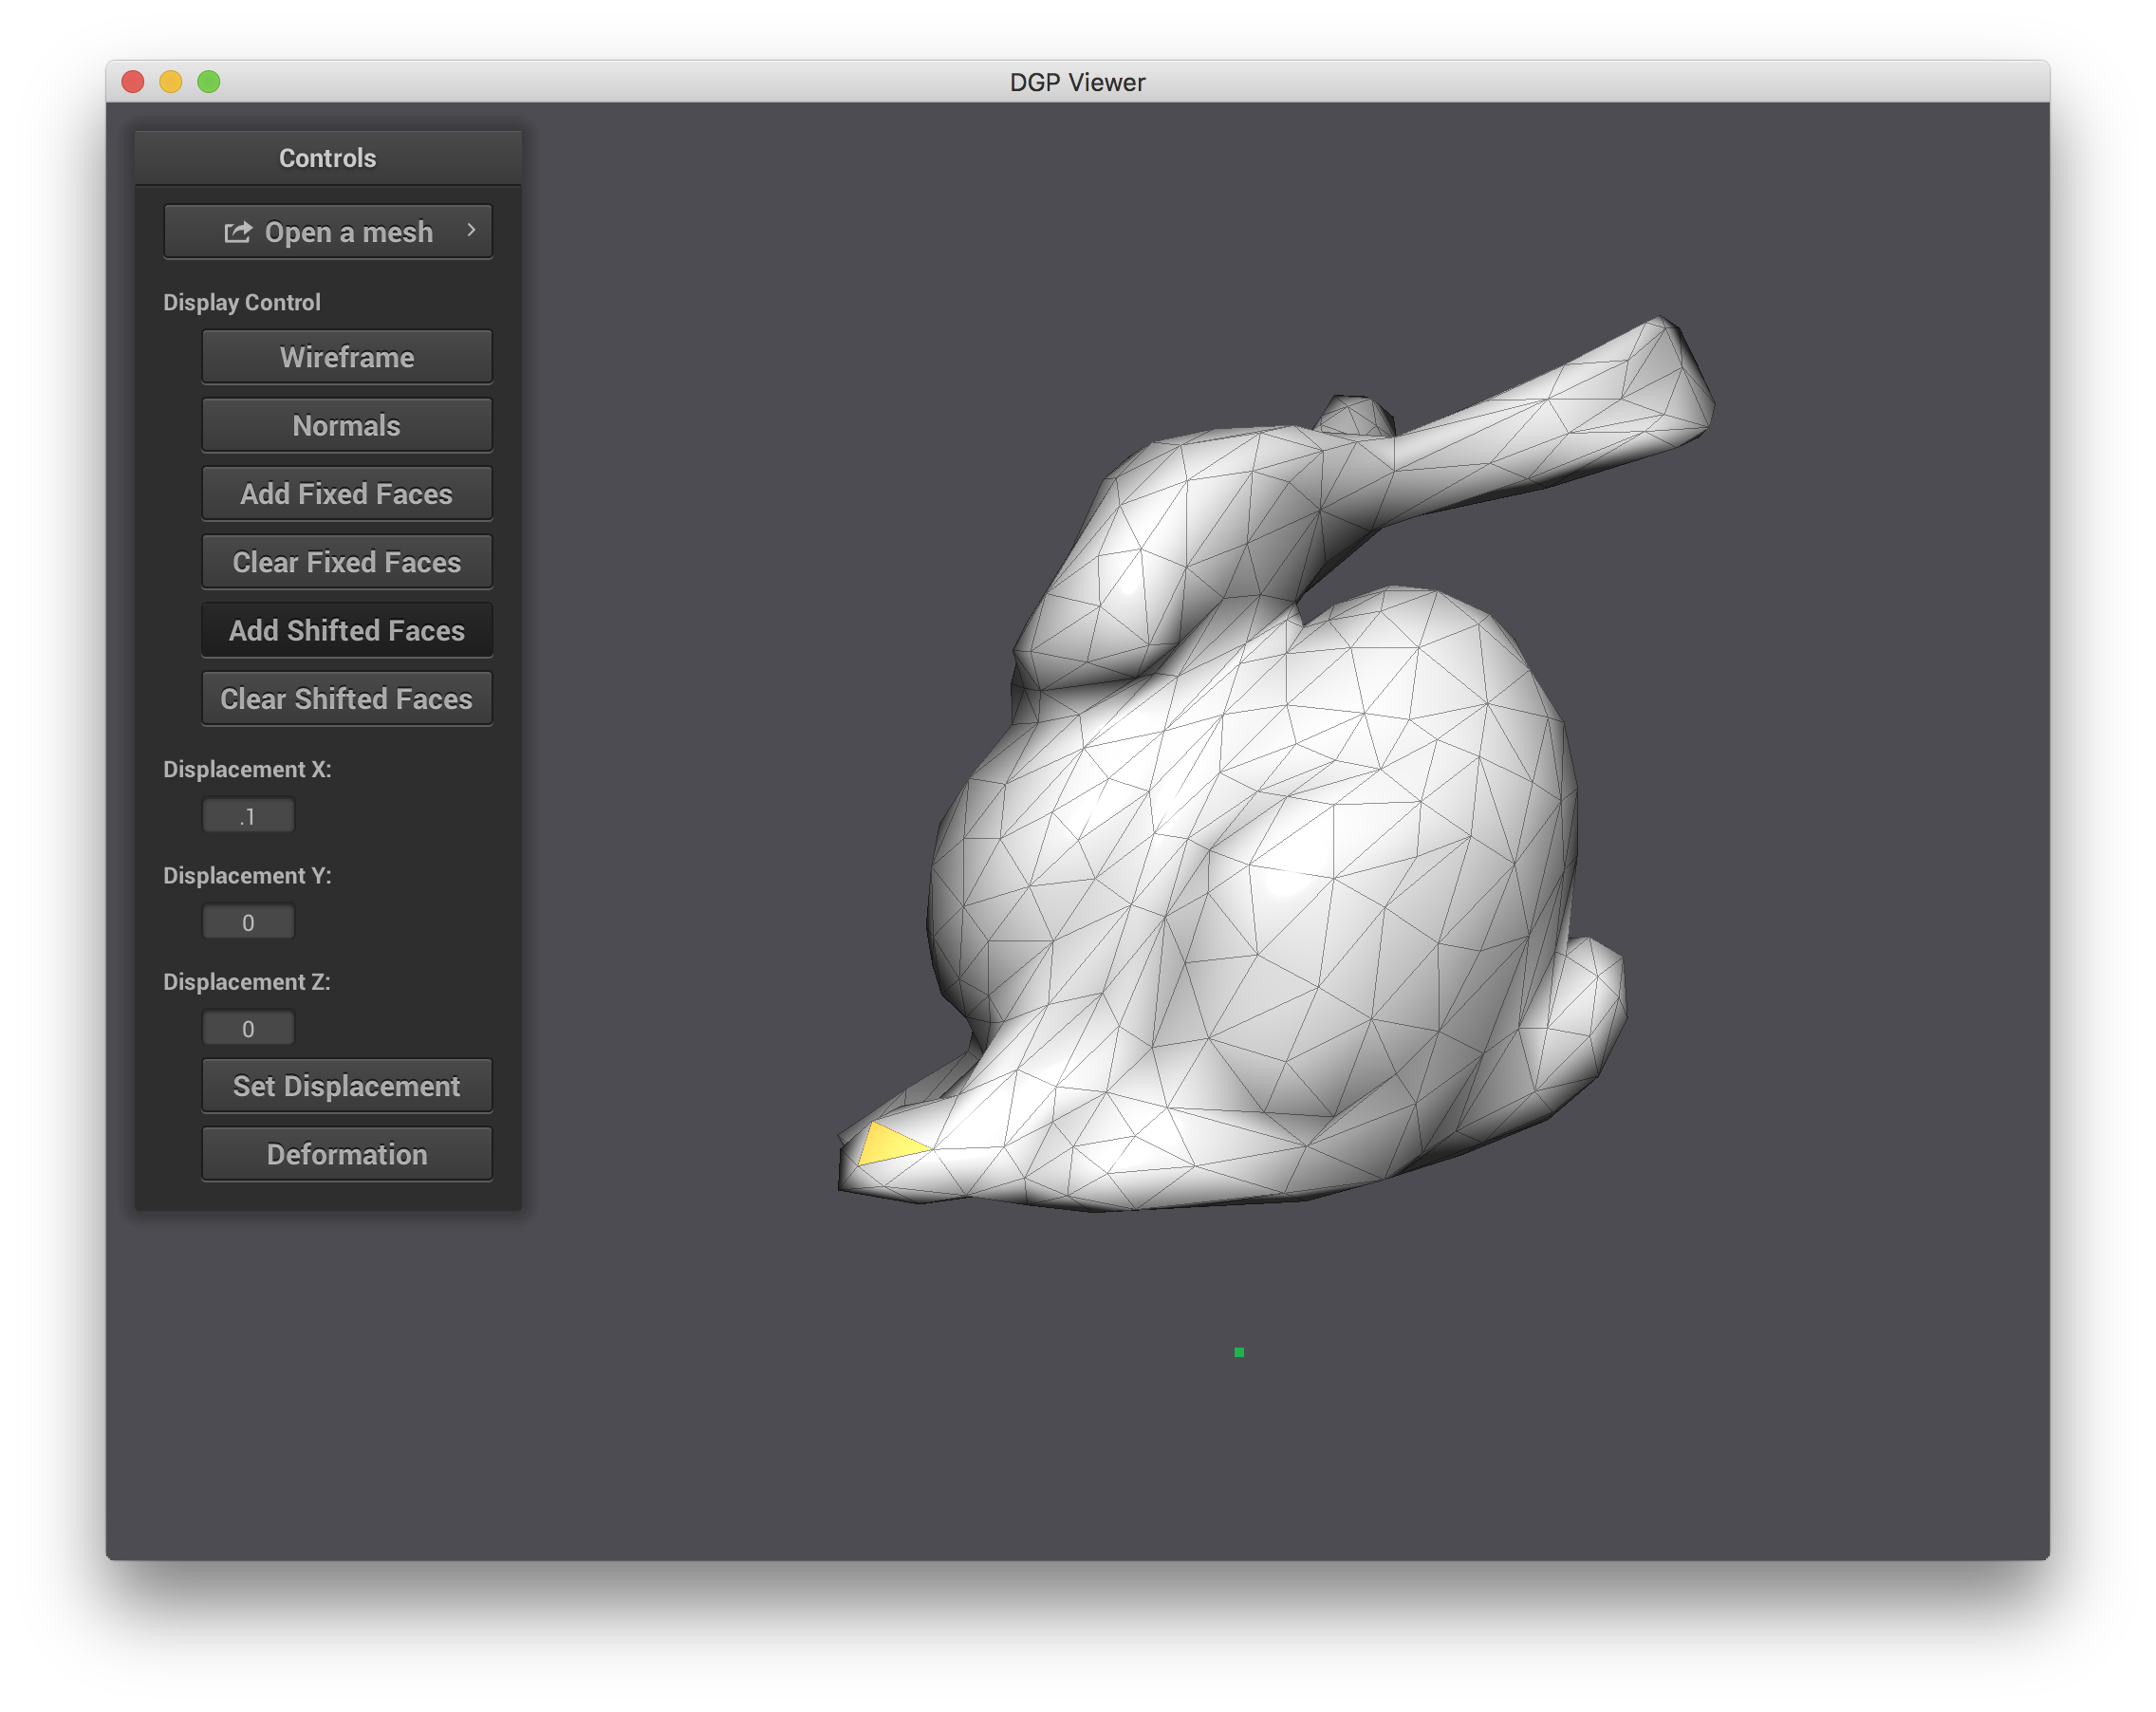 DGP Viewer
Controls
Open a mesh
Display Control
Wireframe
Normals
Add Fixed Faces
Clear Fixed Faces
Add Shifted Faces
Clear Shifted Faces
Displacement X:
.1
Displacement Y:
0
Displacement Z:
0
Set Displacement
Deformation